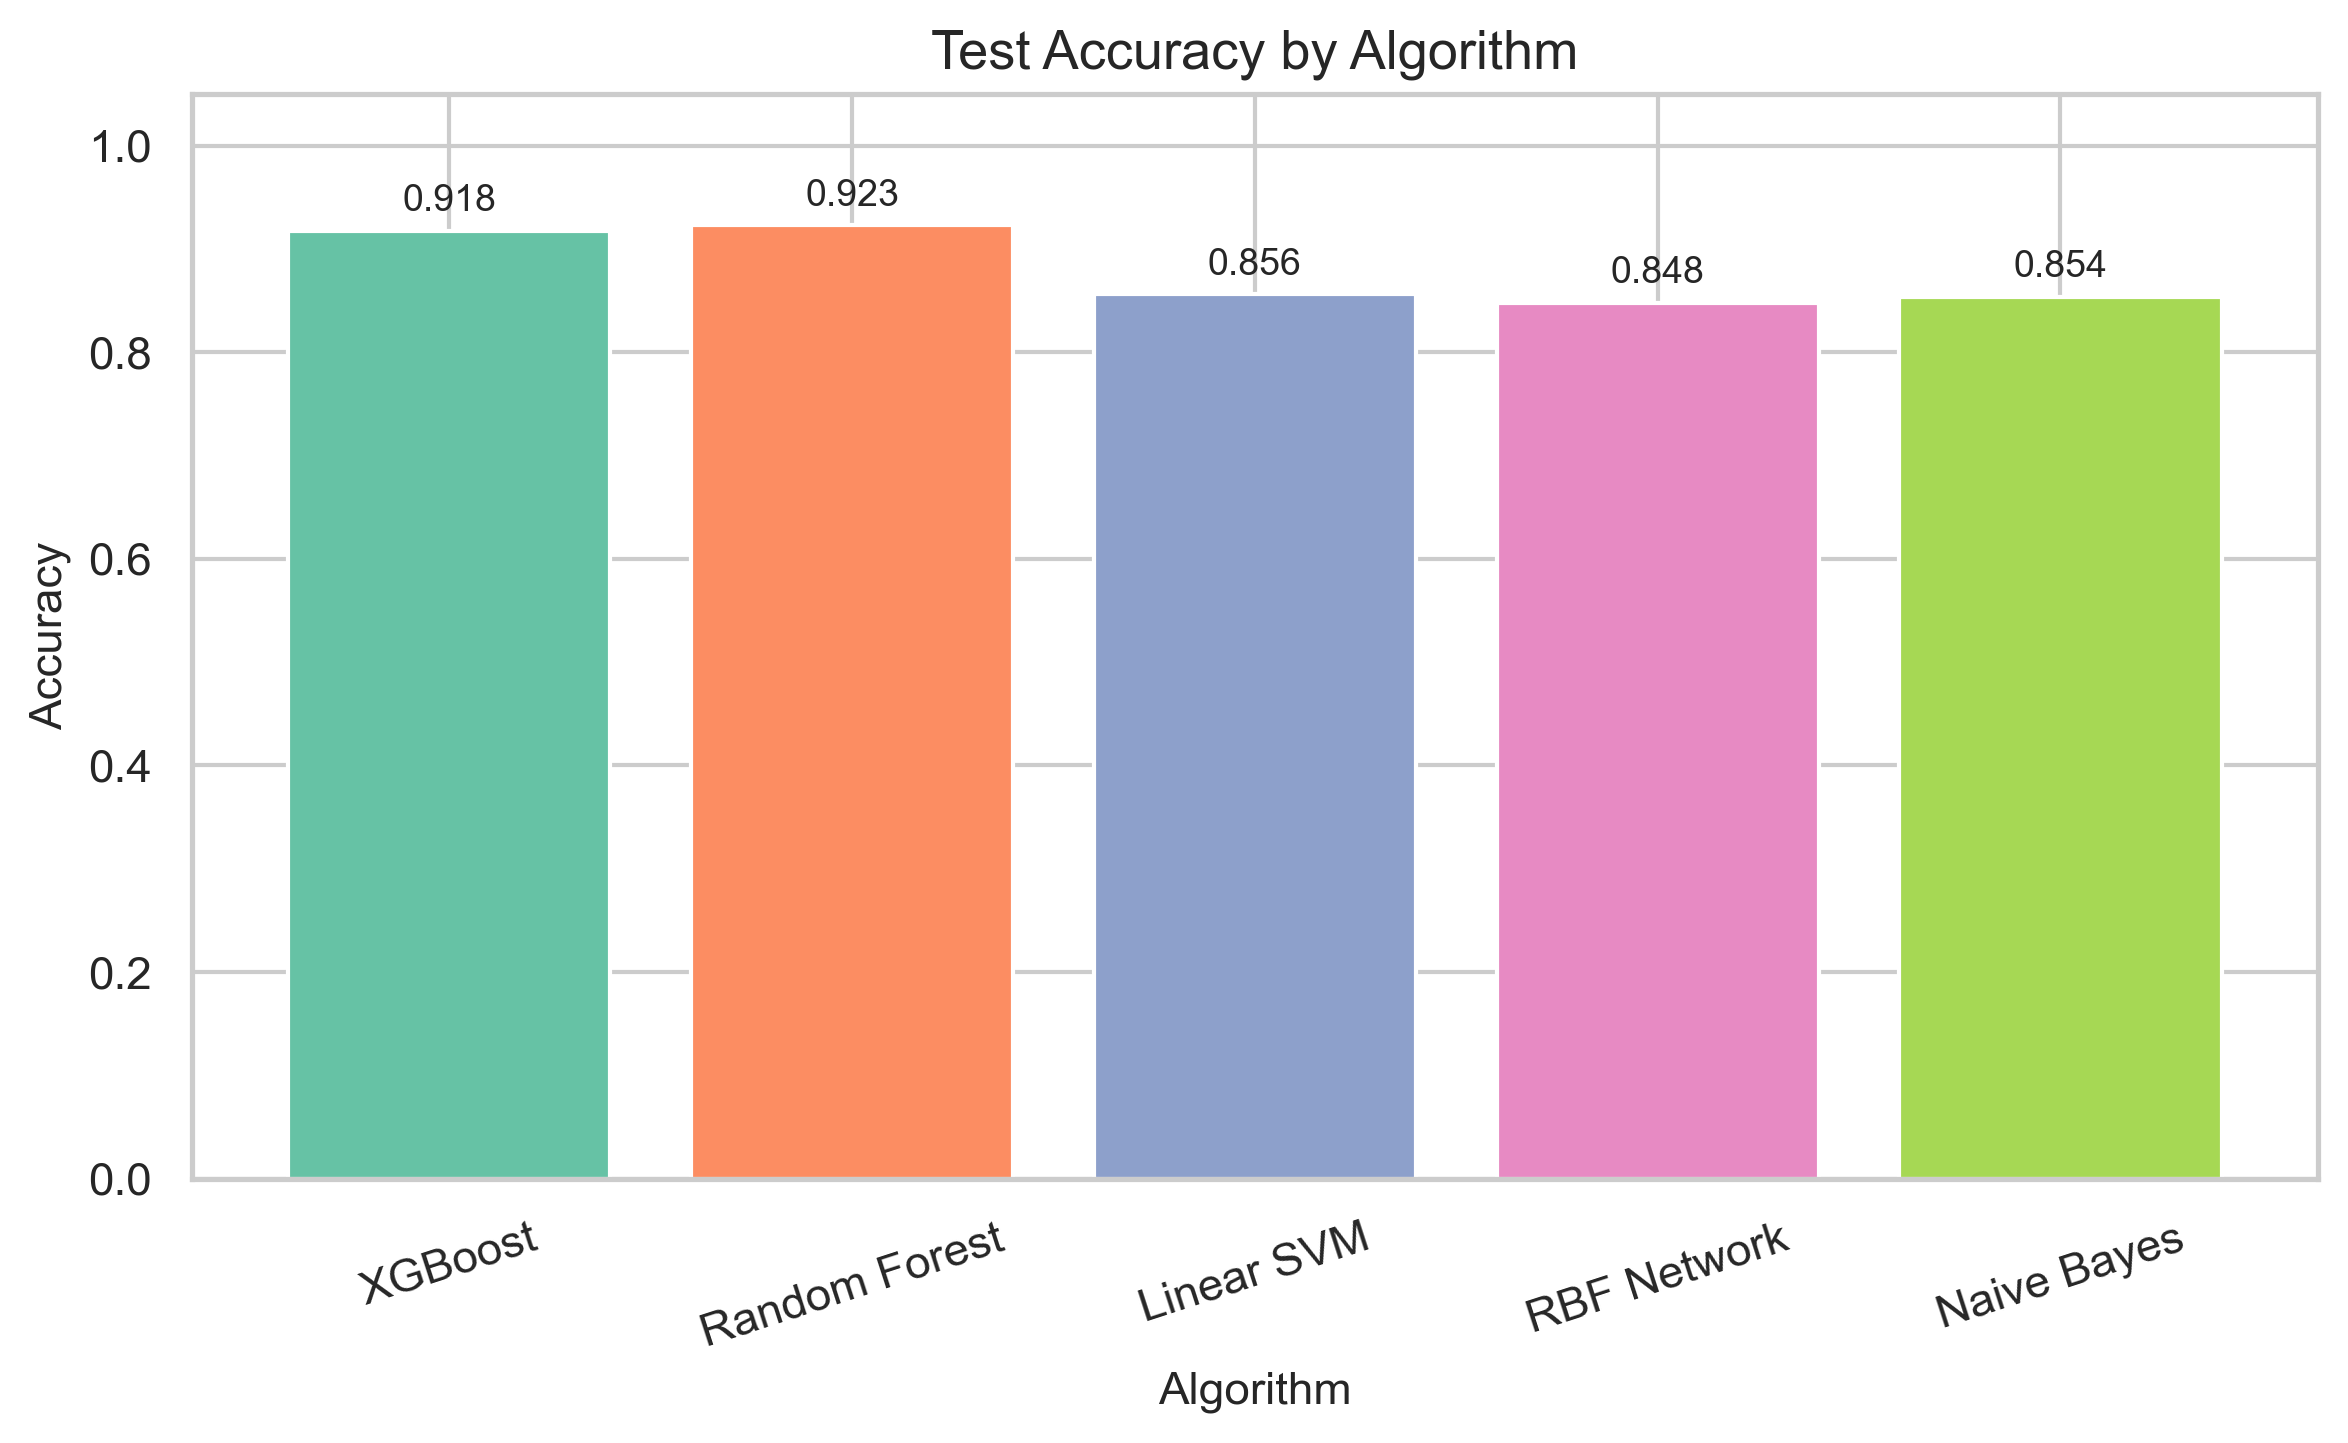 Test Accuracy by Algorithm
1.0
0.8
0.6
0.4
0.2
0.0
Accuracy
0.918
0.923
0.856
0.848
0.854
XGBoost
Random Forest
Linear SVM
RBF Network
Naive Bayes
Algorithm